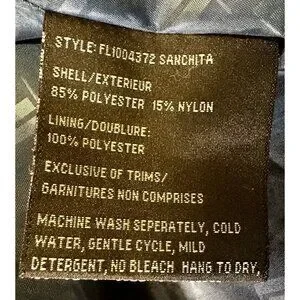 STYLE: FL1004372 SANCHITA
SHELL/EXTERIEUR
85% POLYESTER 15% NYLON
LINING/DOUBLURE:
100% POLYESTER
EXCLUSIVE OF TRIMS/
GARNITURES NON COMPRISES
MACHINE WASH SEPERATELY, COLD
WATER, GENTLE CYCLE, MILD
DETERGENT, NO BLEACH HANG TO DRY,